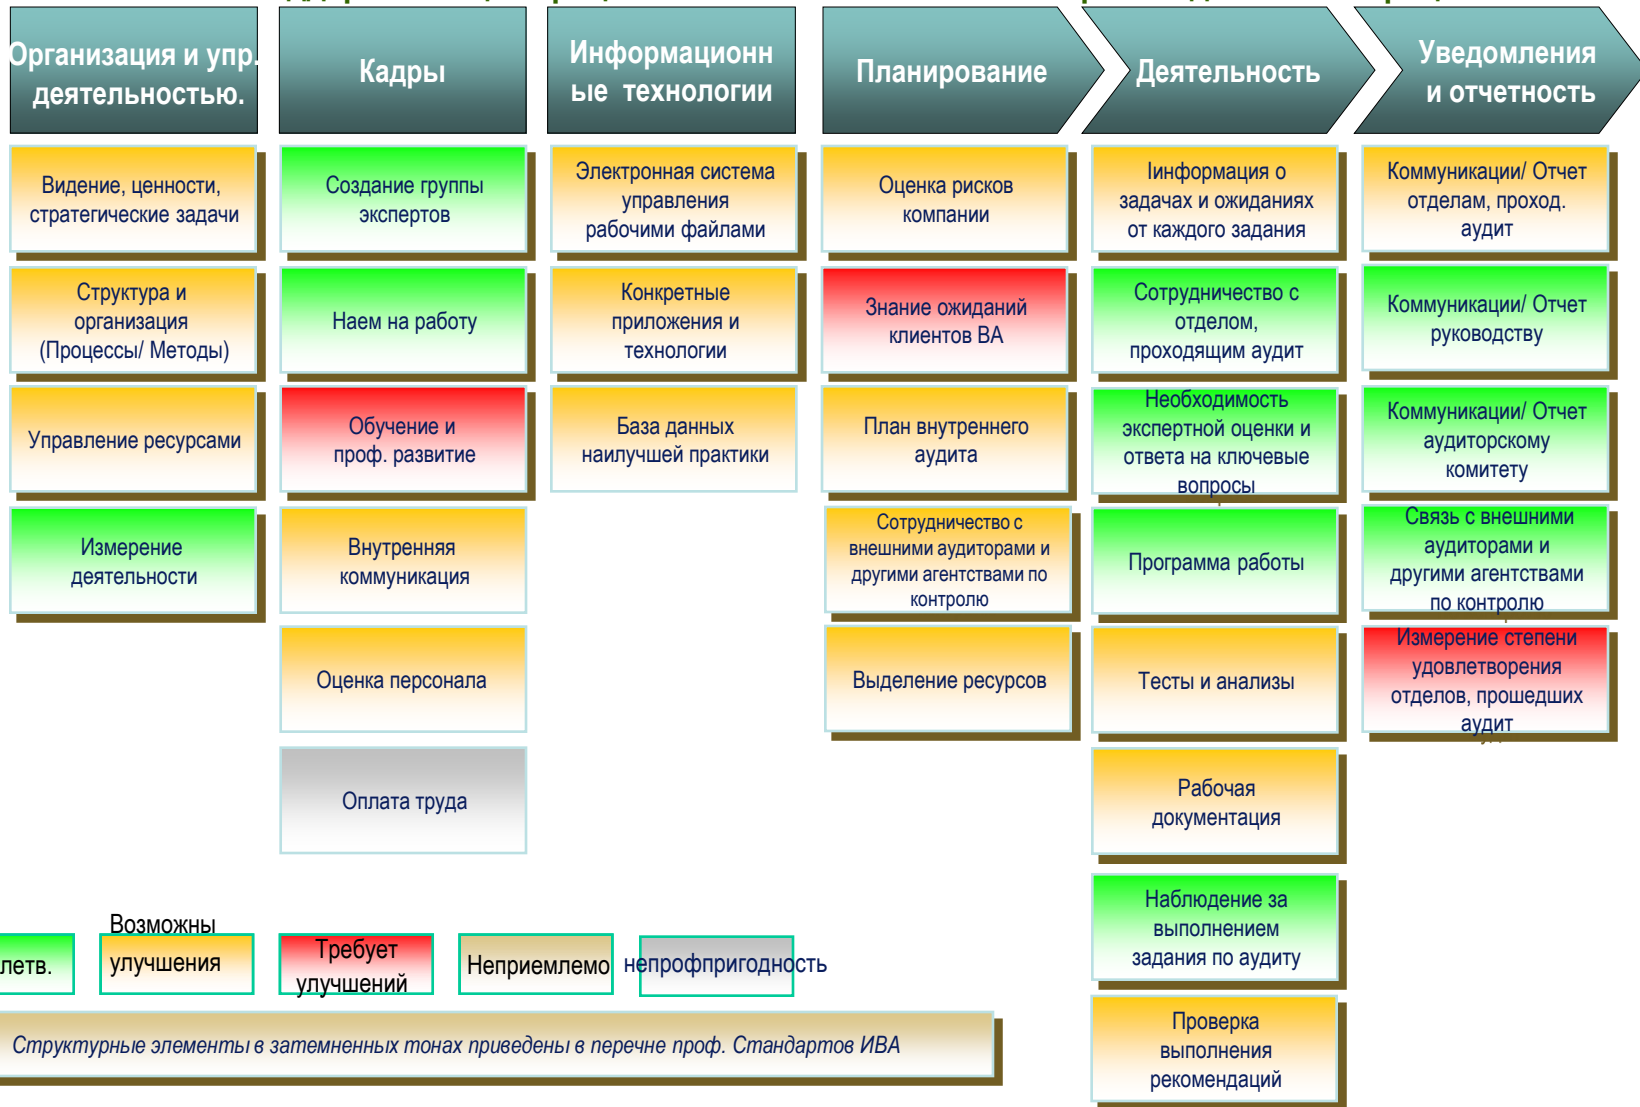 Организация и упр.
деятельностью.
Кадры
Информационн
ые технологии
Планирование
Деятельность
Уведомления
и отчетность
Видение, ценности,
стратегические задачи
Структура и
организация
(Процессы/ Методы)
Управление ресурсами
Измерение
деятельности
Создание группы
экспертов
Наем на работу
Обучение и
проф. развитие
Внутренняя
коммуникация
Оценка персонала
Оплата труда
Электронная система
управления
рабочими файлами
Конкретные
приложения и
технологии
База данных
наилучшей практики
Оценка рисков
компании
Знание ожиданий
клиентов ВА
План внутреннего
аудита
Сотрудничество с
внешними аудиторами и
другими агентствами по
контролю
Выделение ресурсов
Iинформация о
задачах и ожиданиях
от каждого задания
Сотрудничество с
отделом,
проходящим аудит
Необходимость
экспертной оценки и
ответа на ключевые
вопросы
Программа работы
Тесты и анализы
Рабочая
документация
Наблюдение за
выполнением
задания по аудиту
Проверка
выполнения
рекомендаций
Коммуникации/ Отчет
отделам, проход.
аудит
Коммуникации/ Отчет
руководству
Коммуникации/ Отчет
аудиторскому
комитету
Связь с внешними
аудиторами и
другими агентствами
по контролю
Измерение степени
удовлетворения
отделов, прошедших
аудит
летв.
Возможны
улучшения
Требует
улучшений
Неприемлемо
непрофпригодность
Структурные элементы в затемненных тонах приведены в перечне проф. Стандартов ИВА